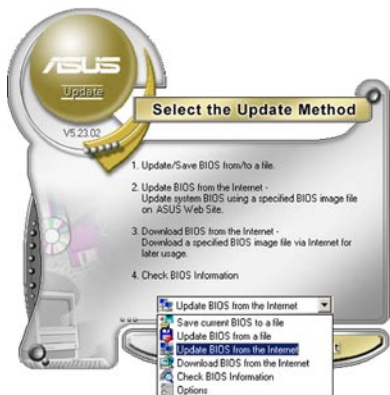 ASUS
Update
V5.23.02
Select the Update Method
1. Update/Save BIOS from/to a file.
2. Update BIOS from the Internet -
Update system BIOS using a specified BIOS image file
on ASUS Web Site.
3. Download BIOS from the Internet -
Download a specified BIOS image file via Internet for
later usage.
4. Check BIOS Information
Update BIOS from the Internet
Save current BIOS to a file
Update BIOS from a file
Update BIOS from the Internet
Download BIOS from the Internet
Check BIOS Information
Options